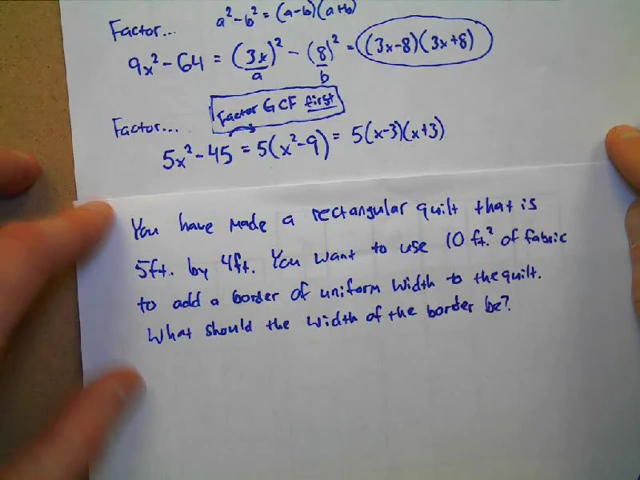 a² - b² = (a-b)(a+b)
Factor...
9x² - 64 = (3x)² - (8)² = (3x-8)(3x+8)
a b
Factor GCF first
Factor...
5x² - 45 = 5(x² - 9) = 5(x-3)(x+3)
You have made a rectangular quilt that is
5ft. by 4ft. You want to use 10 ft.² of fabric
to add a border of uniform width to the quilt.
What should the width of the border be?